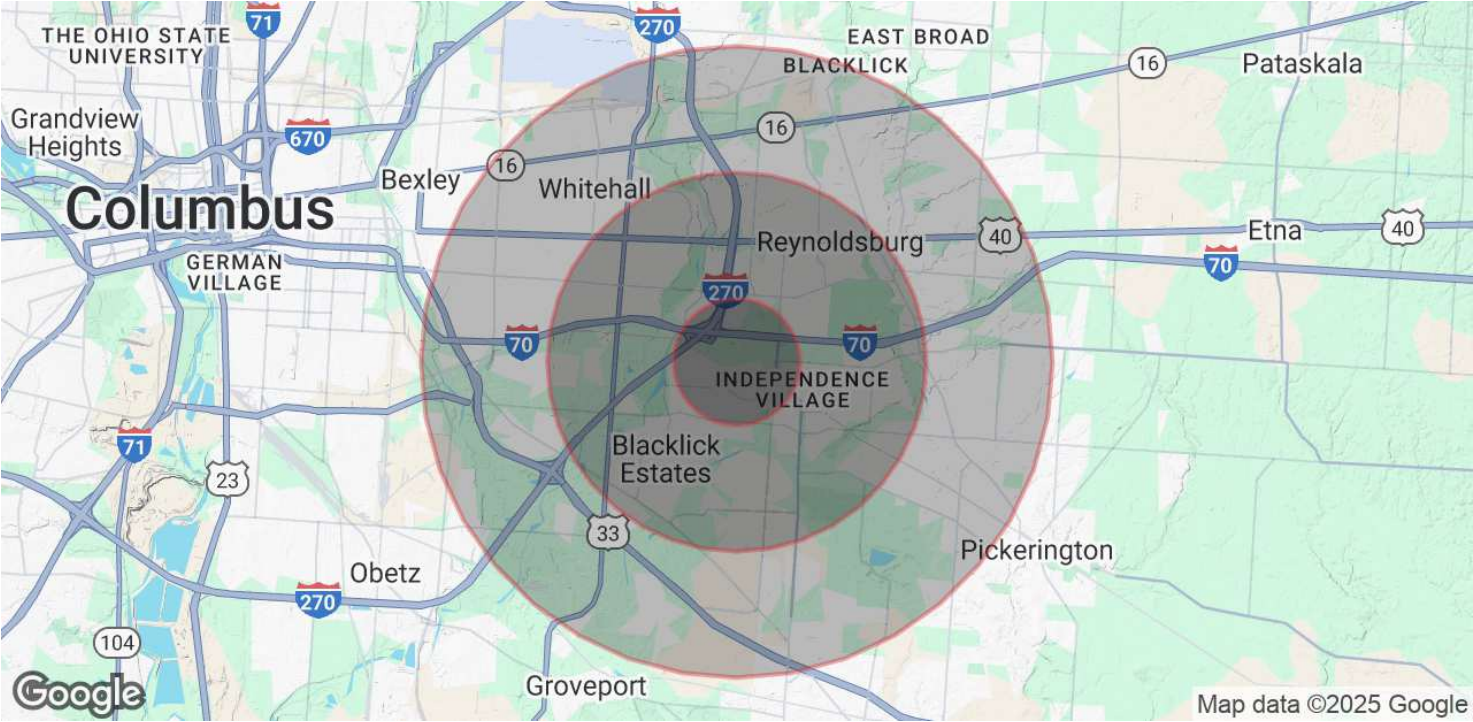 71
270
THE OHIO STATE
UNIVERSITY
EAST BROAD
BLACKLICK
16
Pataskala
Grandview
Heights
670
16
16
Bexley
Whitehall
Columbus
Reynoldsburg
40
Etna
40
GERMAN
VILLAGE
270
70
70
70
INDEPENDENCE
VILLAGE
71
Blacklick
Estates
23
33
Pickerington
Obetz
270
104
Groveport
Google
Map data ©2025 Google